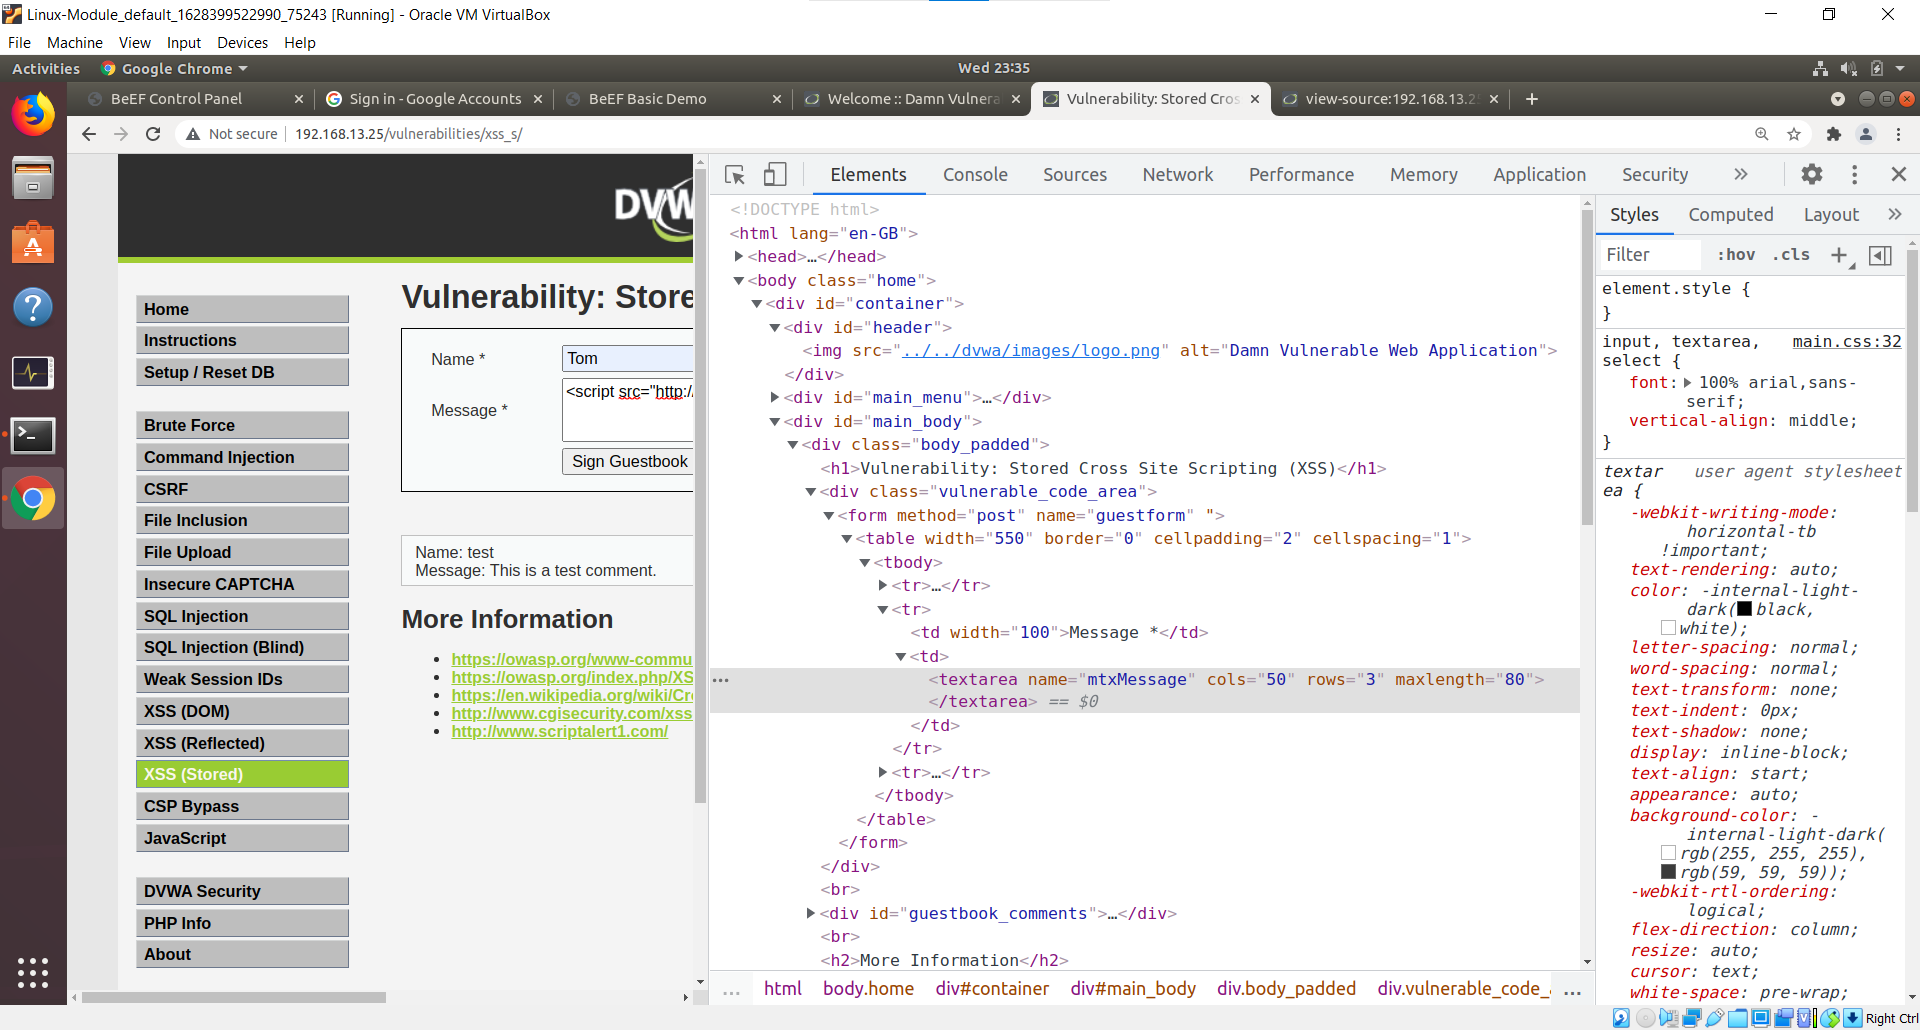 Linux-Module_default_1628399522990_75243 [Running] - Oracle VM VirtualBox
File Machine View Input Devices Help
Activities Google Chrome Wed 23:35
BeEF Control Panel Sign in - Google Accounts BeEF Basic Demo Welcome :: Damn Vulnera Vulnerability: Stored Cros view-source:192.168.13.25
Not secure 192.168.13.25/vulnerabilities/xss_s/
DVW
Home
Instructions
Setup / Reset DB
Brute Force
Command Injection
CSRF
File Inclusion
File Upload
Insecure CAPTCHA
SQL Injection
SQL Injection (Blind)
Weak Session IDs
XSS (DOM)
XSS (Reflected)
XSS (Stored)
CSP Bypass
JavaScript
DVWA Security
PHP Info
About
Vulnerability: Store
Name * Tom
Message * <script src="http:/
Sign Guestbook
Name: test
Message: This is a test comment.
More Information
https://owasp.org/www-commu
https://owasp.org/index.php/XS
https://en.wikipedia.org/wiki/Cr
http://www.cgisecurity.com/xss
http://www.scriptalert1.com/
Elements Console Sources Network Performance Memory Application Security »
<!DOCTYPE html>
<html lang="en-GB">
<head>…</head>
<body class="home">
<div id="container">
<div id="header">
<img src="../../dvwa/images/logo.png" alt="Damn Vulnerable Web Application">
</div>
<div id="main_menu">…</div>
<div id="main_body">
<div class="body_padded">
<h1>Vulnerability: Stored Cross Site Scripting (XSS)</h1>
<div class="vulnerable_code_area">
<form method="post" name="guestform" ">
<table width="550" border="0" cellpadding="2" cellspacing="1">
<tbody>
<tr>…</tr>
<tr>
<td width="100">Message *</td>
<td>
<textarea name="mtxMessage" cols="50" rows="3" maxlength="80">
</textarea> == $0
</td>
</tr>
<tr>…</tr>
</tbody>
</table>
</form>
</div>
<br>
<div id="guestbook_comments">…</div>
<br>
<h2>More Information</h2>
… html body.home div#container div#main_body div.body_padded div.vulnerable_code_ …
Styles Computed Layout »
Filter :hov .cls +
element.style {
}
input, textarea, main.css:32
select {
font: 100% arial,sans-
serif;
vertical-align: middle;
}
textar user agent stylesheet
ea {
-webkit-writing-mode:
horizontal-tb
!important;
text-rendering: auto;
color: -internal-light-
dark( black,
white);
letter-spacing: normal;
word-spacing: normal;
text-transform: none;
text-indent: 0px;
text-shadow: none;
display: inline-block;
text-align: start;
appearance: auto;
background-color: -
internal-light-dark(
rgb(255, 255, 255),
rgb(59, 59, 59));
-webkit-rtl-ordering:
logical;
flex-direction: column;
resize: auto;
cursor: text;
white-space: pre-wrap;
Right Ctrl